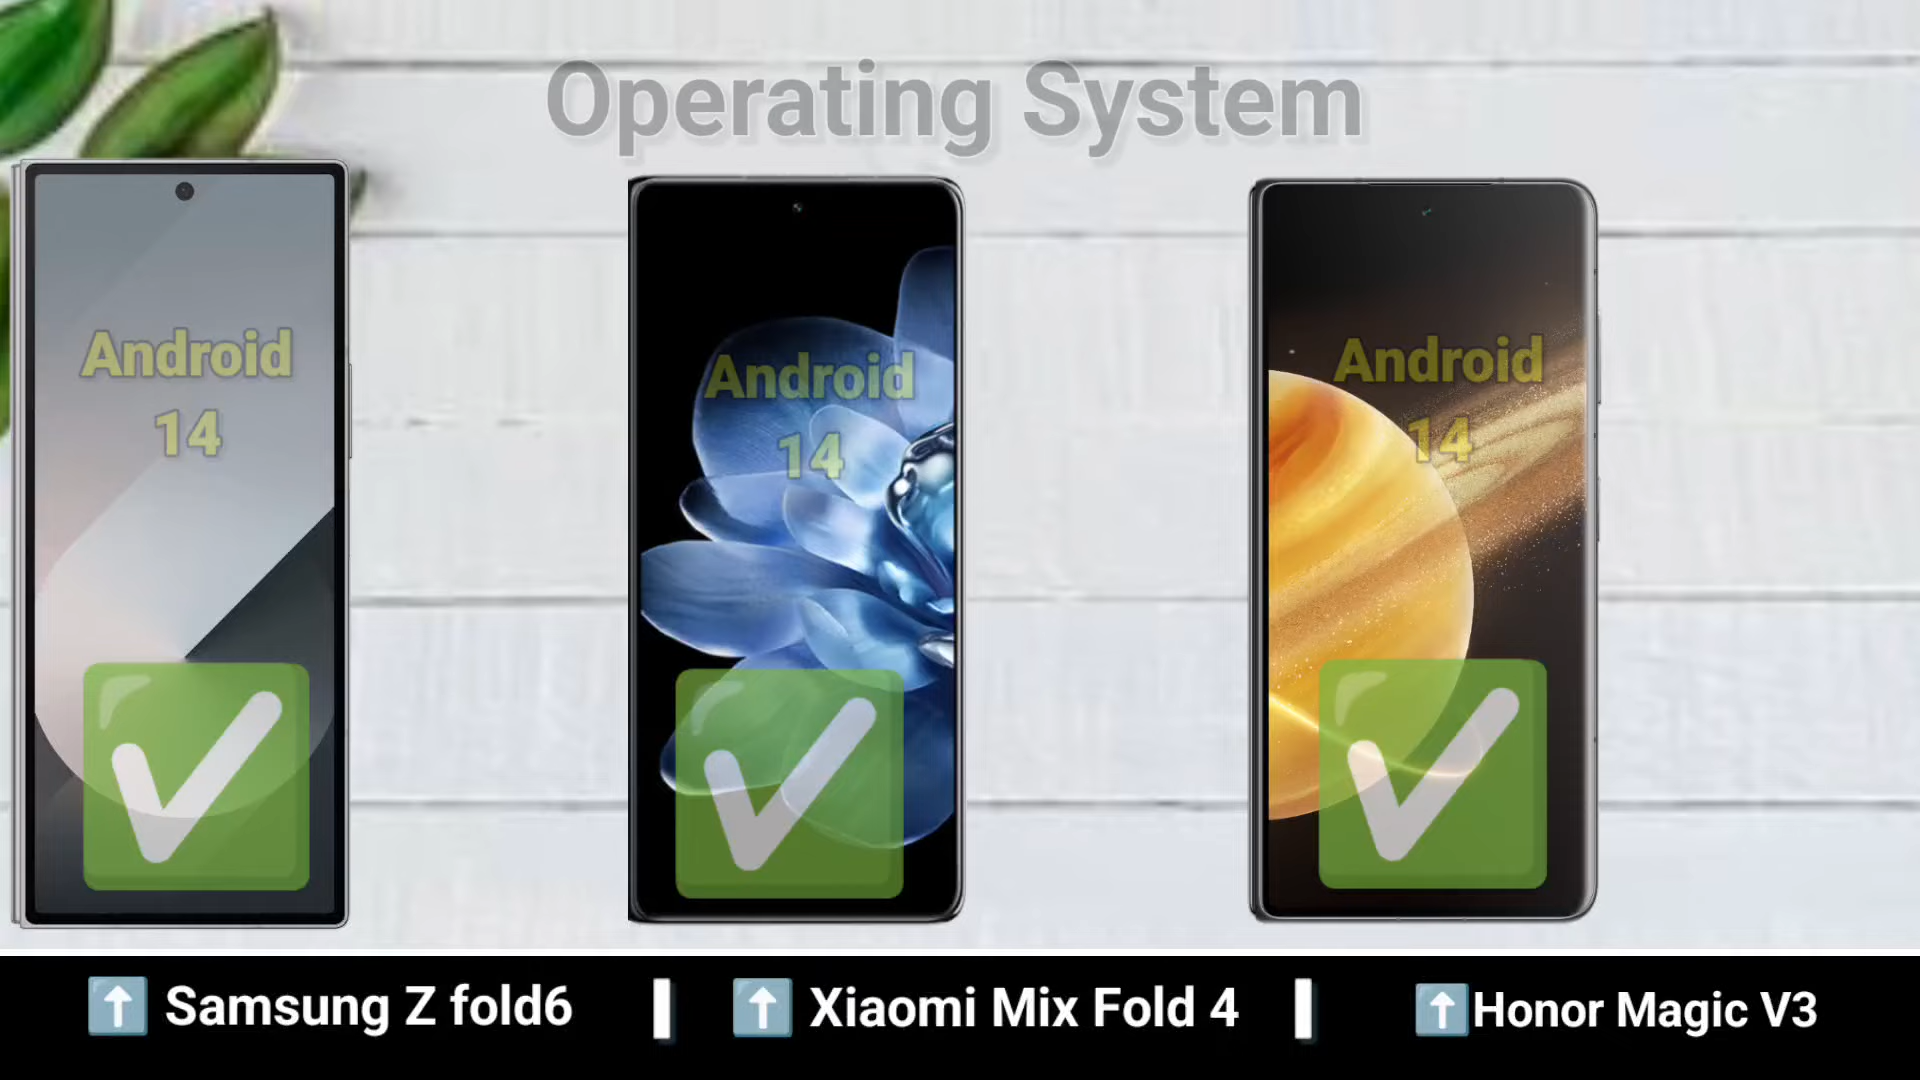 Operating System
Android
14
Android
14
Android
14
⬆️ Samsung Z fold6
⬆️ Xiaomi Mix Fold 4
⬆️ Honor Magic V3